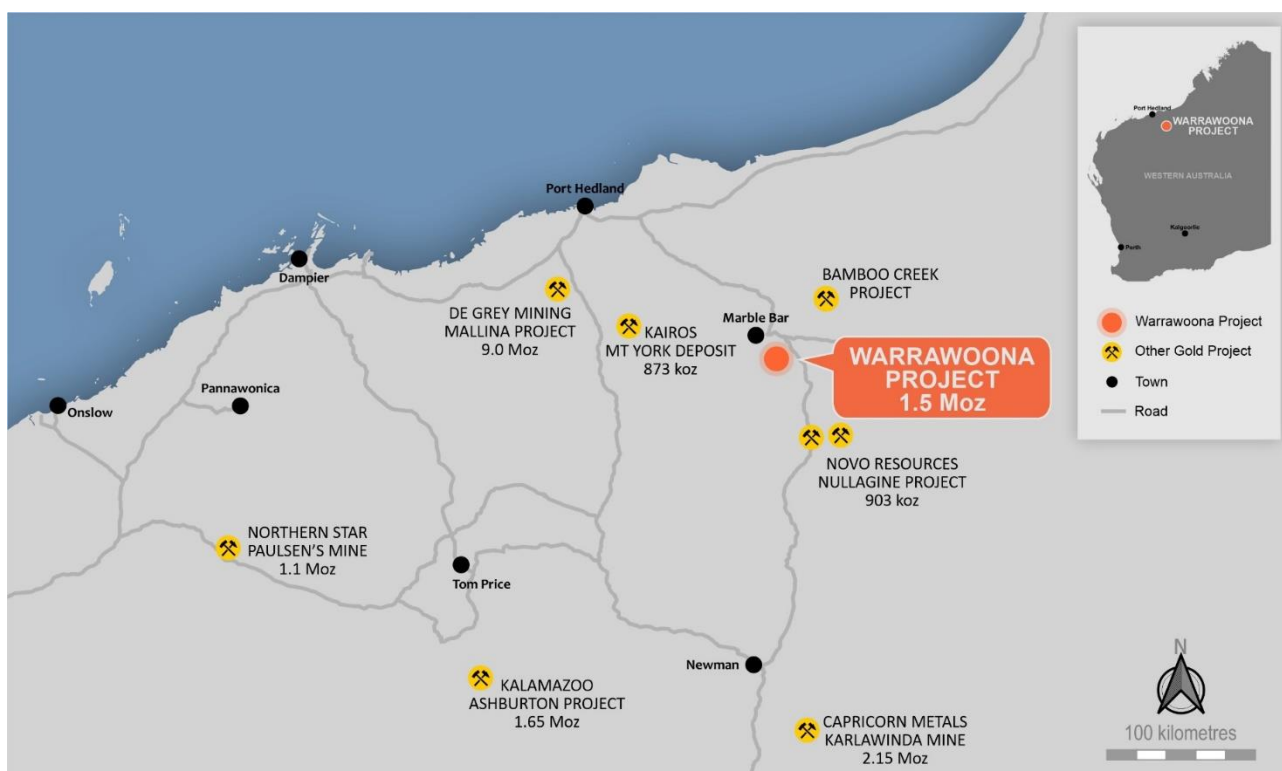 Port Hedland
Dampier
DE GREY MINING
MALLINA PROJECT
9.0 Moz
KAIROS
MT YORK DEPOSIT
873 koz
BAMBOO CREEK
PROJECT
Marble Bar
WARRAWOONA
PROJECT
1.5 Moz
Pannawonica
Onslow
NOVO RESOURCES
NULLAGINE PROJECT
903 koz
NORTHERN STAR
PAULSEN'S MINE
1.1 Moz
Tom Price
Newman
KALAMAZOO
ASHBURTON PROJECT
1.65 Moz
CAPRICORN METALS
KARLAWINDA MINE
2.15 Moz
Port Hedland
WARRAWOONA
PROJECT
WESTERN AUSTRALIA
Kalgoorlie
Perth
Warrawoona Project
Other Gold Project
Town
Road
N
100 kilometres